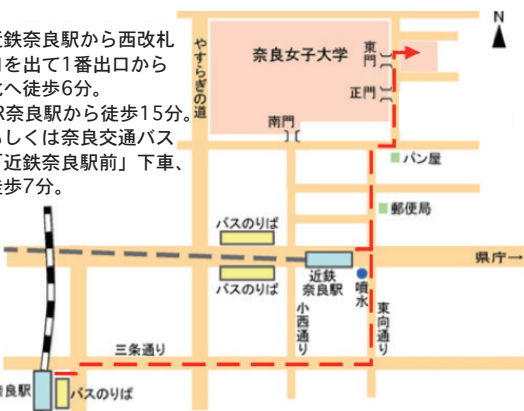 近鉄奈良駅から西改札
口を出て1番出口から
北へ徒歩6分。
R奈良駅から徒歩15分。
もしくは奈良交通バス
「近鉄奈良駅前」下車、
徒歩7分。
やすらぎの道
奈良女子大学
東門
N
正門
南門
パン屋
郵便局
バスのりば
県庁→
バスのりば
近鉄
奈良駅
噴水
小西通り
東向通り
三条通り
奈良駅
バスのりば